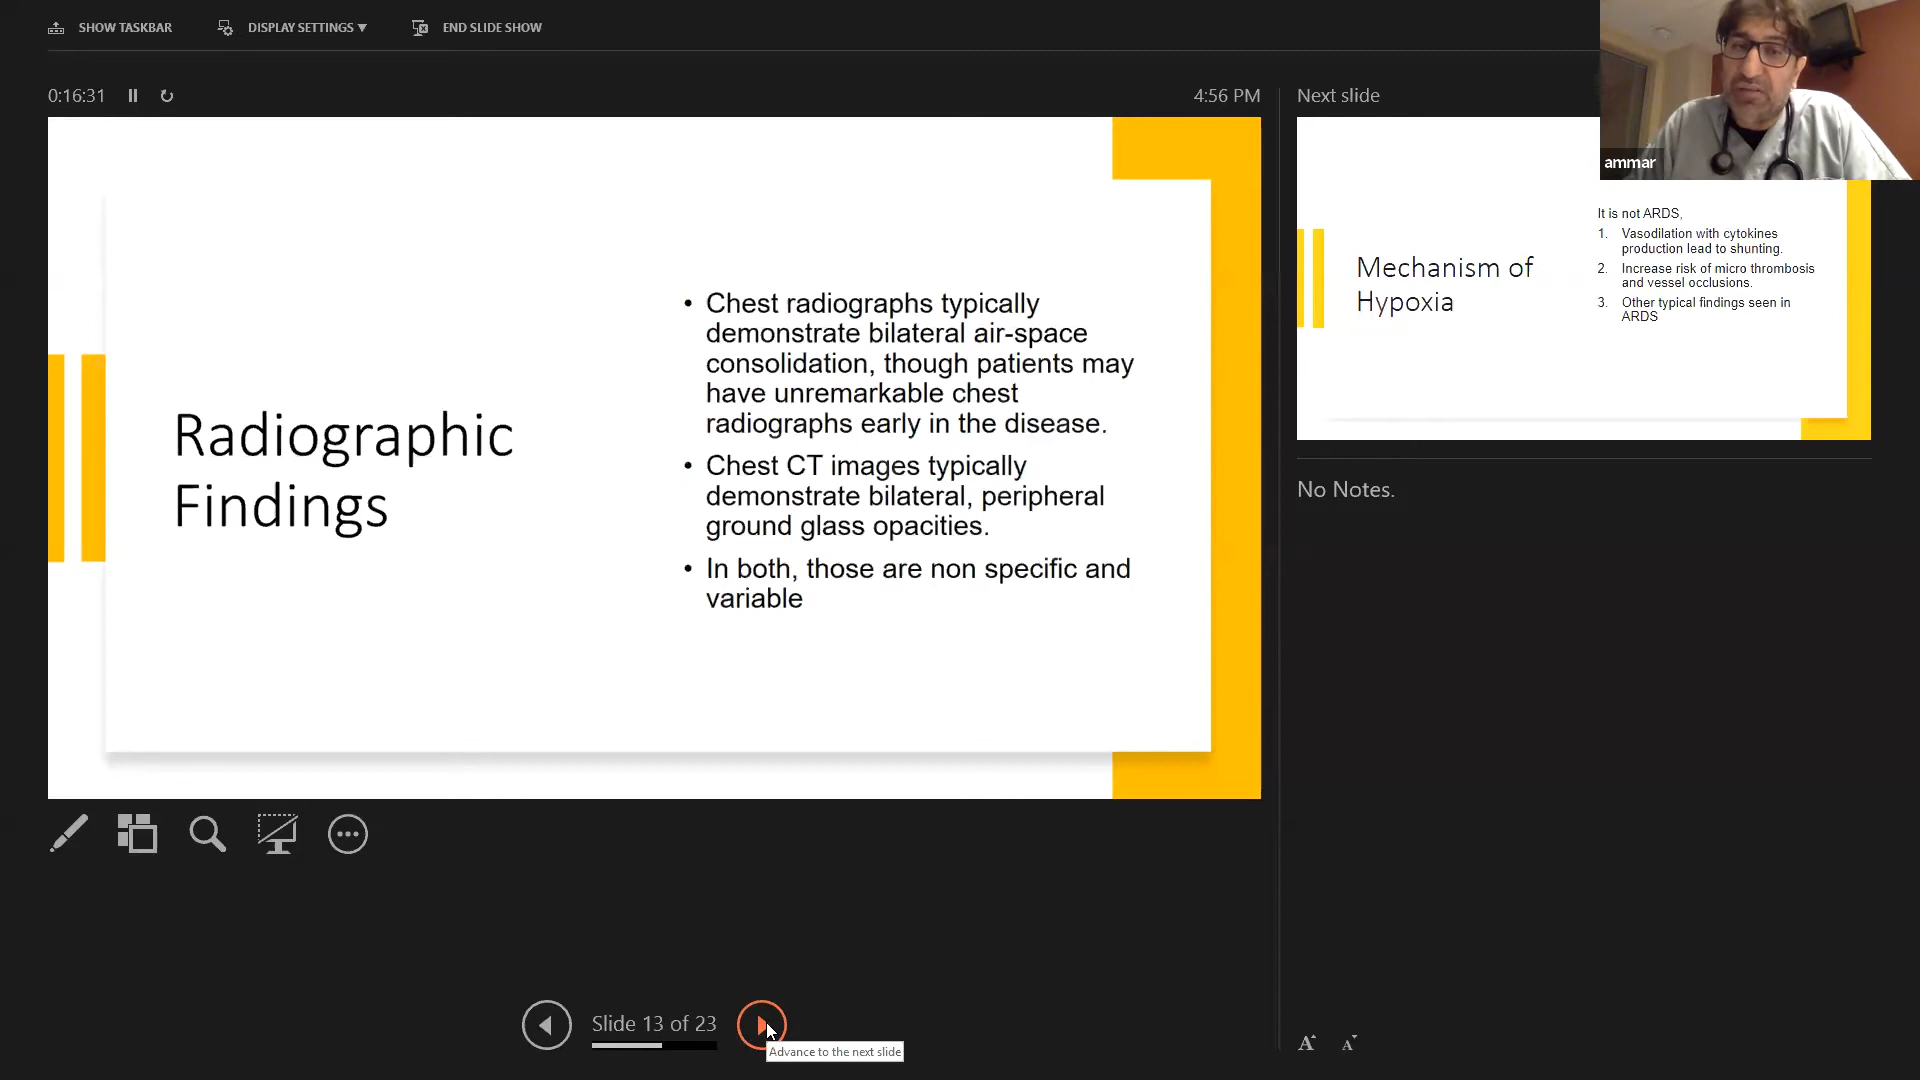 SHOW TASKBAR
DISPLAY SETTINGS ▼
END SLIDE SHOW
0:16:31
4:56 PM
Next slide
ammar
Radiographic
Findings
• Chest radiographs typically
demonstrate bilateral air-space
consolidation, though patients may
have unremarkable chest
radiographs early in the disease.
• Chest CT images typically
demonstrate bilateral, peripheral
ground glass opacities.
• In both, those are non specific and
variable
Mechanism of
Hypoxia
It is not ARDS,
1. Vasodilation with cytokines
production lead to shunting.
2. Increase risk of micro thrombosis
and vessel occlusions.
3. Other typical findings seen in
ARDS
No Notes.
Slide 13 of 23
Advance to the next slide
A A